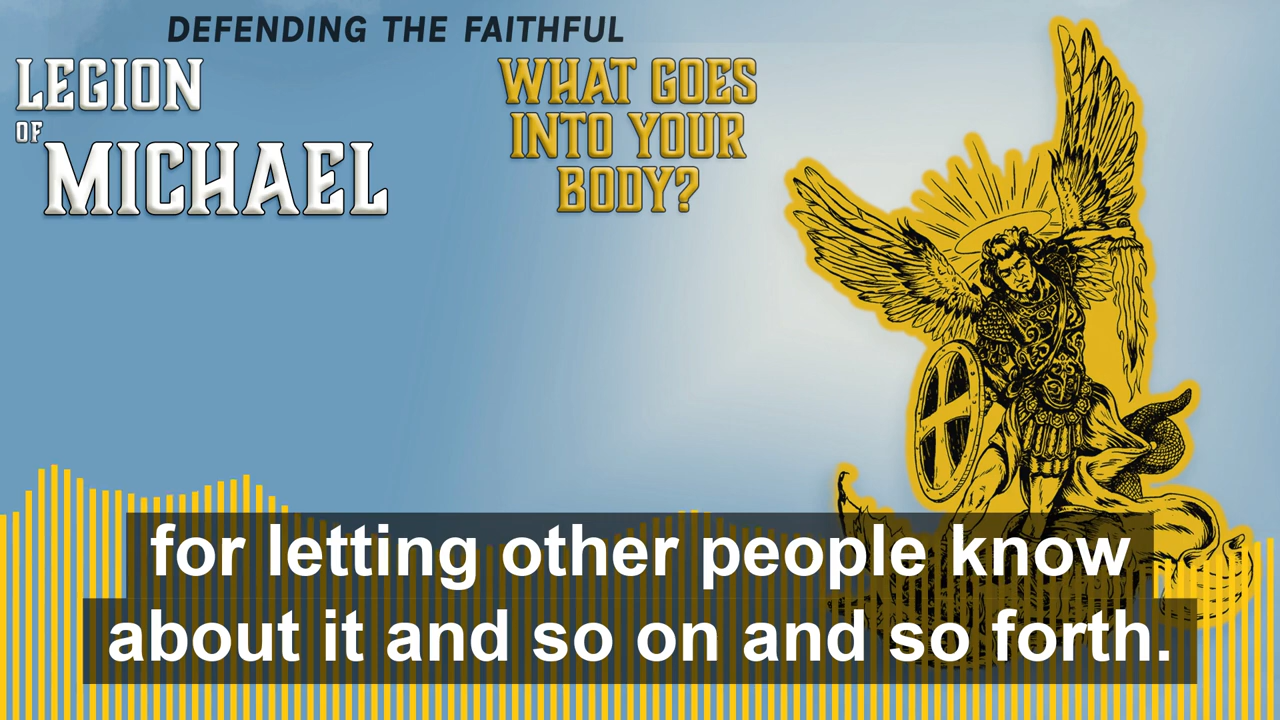 DEFENDING THE FAITHFUL
LEGION
OF
MICHAEL
WHAT GOES
INTO YOUR
BODY?
for letting other people know
about it and so on and so forth.